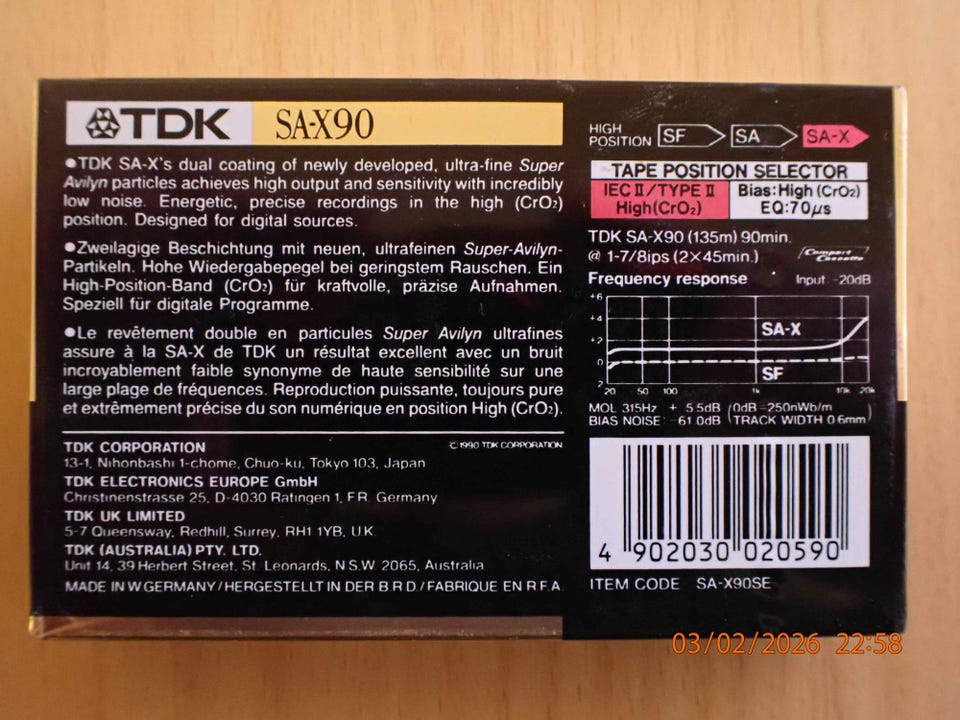 TDK SA-X90
●TDK SA-X's dual coating of newly developed, ultra-fine Super
Avilyn particles achieves high output and sensitivity with incredibly
low noise. Energetic, precise recordings in the high (CrO₂)
position. Designed for digital sources.
●Zweilagige Beschichtung mit neuen, ultrafeinen Super-Avilyn-
Partikeln. Hohe Wiedergabepegel bei geringstem Rauschen. Ein
High-Position-Band (CrO₂) für kraftvolle, präzise Aufnahmen.
Speziell für digitale Programme.
●Le revêtement double en particules Super Avilyn ultrafines
assure à la SA-X de TDK un résultat excellent avec un bruit
incroyablement faible synonyme de haute sensibilité sur une
large plage de fréquences. Reproduction puissante, toujours pure
et extrêmement précise du son numérique en position High (CrO₂).
TDK CORPORATION
© 1990 TDK CORPORATION
13-1, Nihonbashi 1-chome, Chuo-ku, Tokyo 103, Japan
TDK ELECTRONICS EUROPE GmbH
Christinenstrasse 25, D-4030 Ratingen 1, F.R. Germany
TDK UK LIMITED
5-7 Queensway, Redhill, Surrey, RH1 1YB, U.K.
TDK (AUSTRALIA) PTY. LTD.
Unit 14, 39 Herbert Street, St. Leonards, N.S.W. 2065, Australia
MADE IN W.GERMANY/HERGESTELLT IN DER B.R.D./FABRIQUE EN R.F.A.
HIGH
POSITION SF SA SA-X
TAPE POSITION SELECTOR
IEC II/TYPE II Bias:High (CrO₂)
High(CrO₂) EQ:70μs
TDK SA-X90 (135m) 90min.
@ 1-7/8ips (2×45min.) Compact Cassette
Frequency response Input -20dB
+6
+4
+2
0
2
SA-X
SF
20 50 100 1k 10k 20k
MOL 315Hz + 5.5dB (0dB=250nWb/m
BIAS NOISE -61.0dB TRACK WIDTH 0.6mm)
4 902030 020590
ITEM CODE SA-X90SE
03/02/2026 22:58